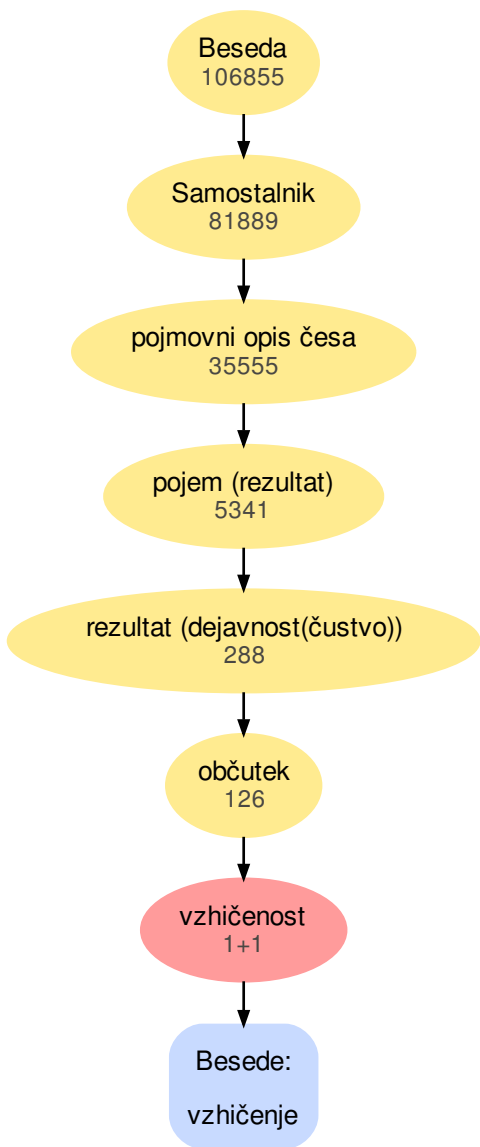 Beseda
106855
Samostalnik
81889
pojmovni opis česa
35555
pojem (rezultat)
5341
rezultat (dejavnost(čustvo))
288
občutek
126
vzhičenost
1+1
Besede:
vzhičenje